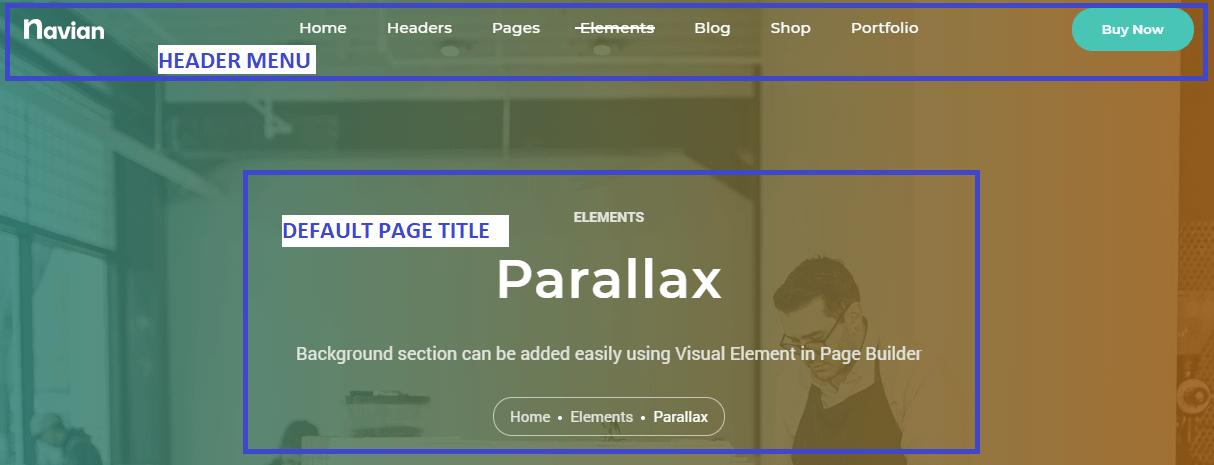 navian Home Headers Pages Elements Blog Shop Portfolio Buy Now
HEADER MENU
ELEMENTS
DEFAULT PAGE TITLE
Parallax
Background section can be added easily using Visual Element in Page Builder
Home • Elements • Parallax